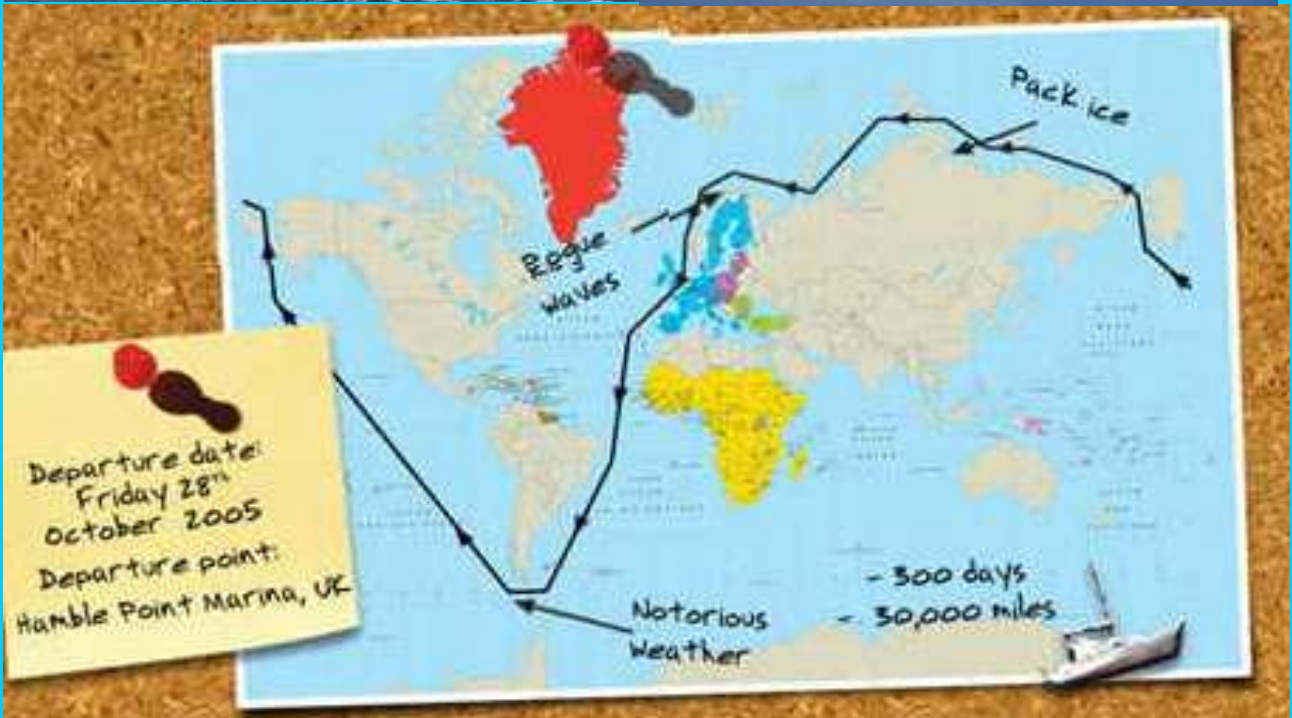 Pack ice
Rogue
waves
Departure date:
Friday 28th
October 2005
Departure point:
Hamble Point Marina, UK
- 300 days
- 30,000 miles
Notorious
Weather